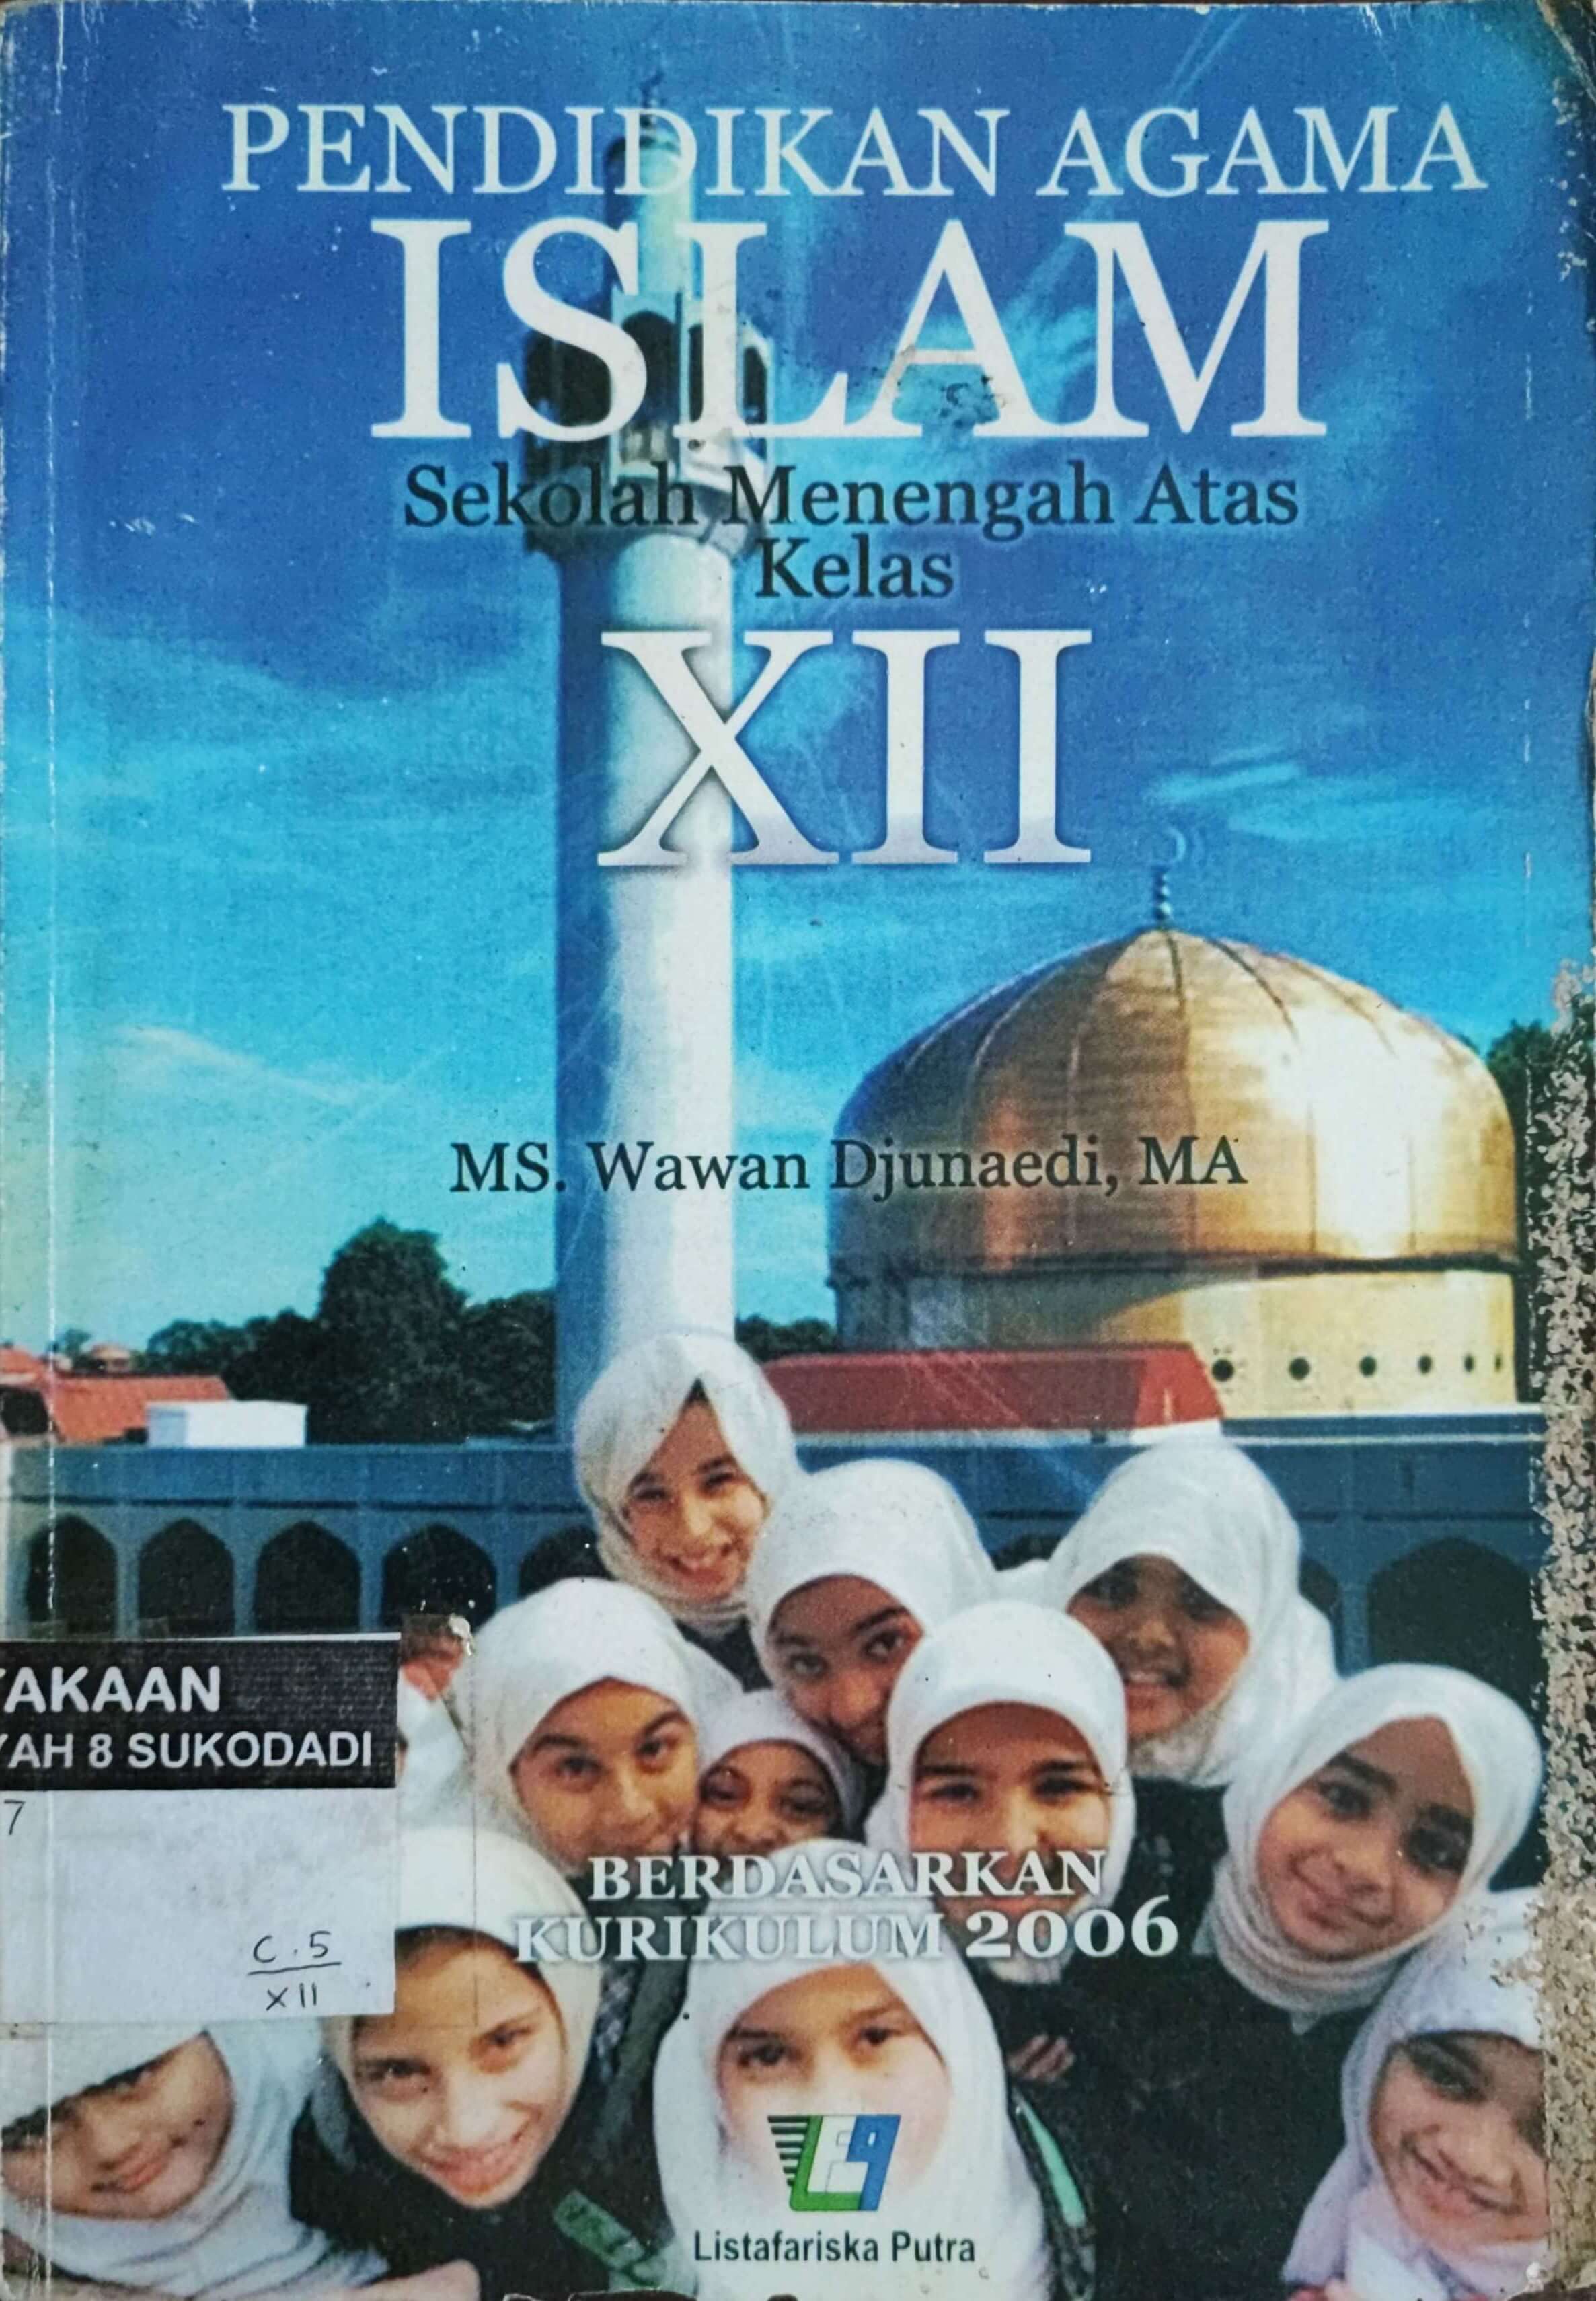 PENDIDIKAN AGAMA
ISLAM
Sekolah Menengah Atas
Kelas
XII
MS. Wawan Djunaedi, MA
AKAAN
YAH 8 SUKODADI
7
C.5
XII
BERDASARKAN
KURIKULUM 2006
Listafariska Putra